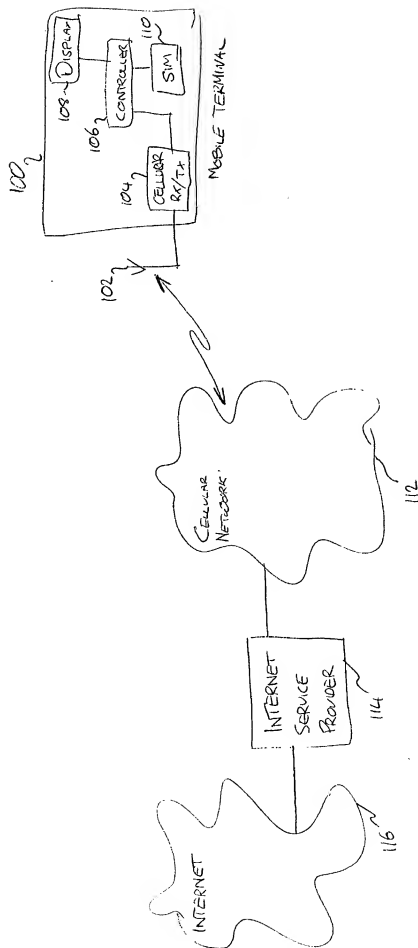 100
108
DISPLAY
106
CONTROLLER
110
SIM
104
CELLULAR
RX/TX
MOBILE TERMINAL
102
CELLULAR
NETWORK
112
INTERNET
SERVICE
PROVIDER
114
INTERNET
116